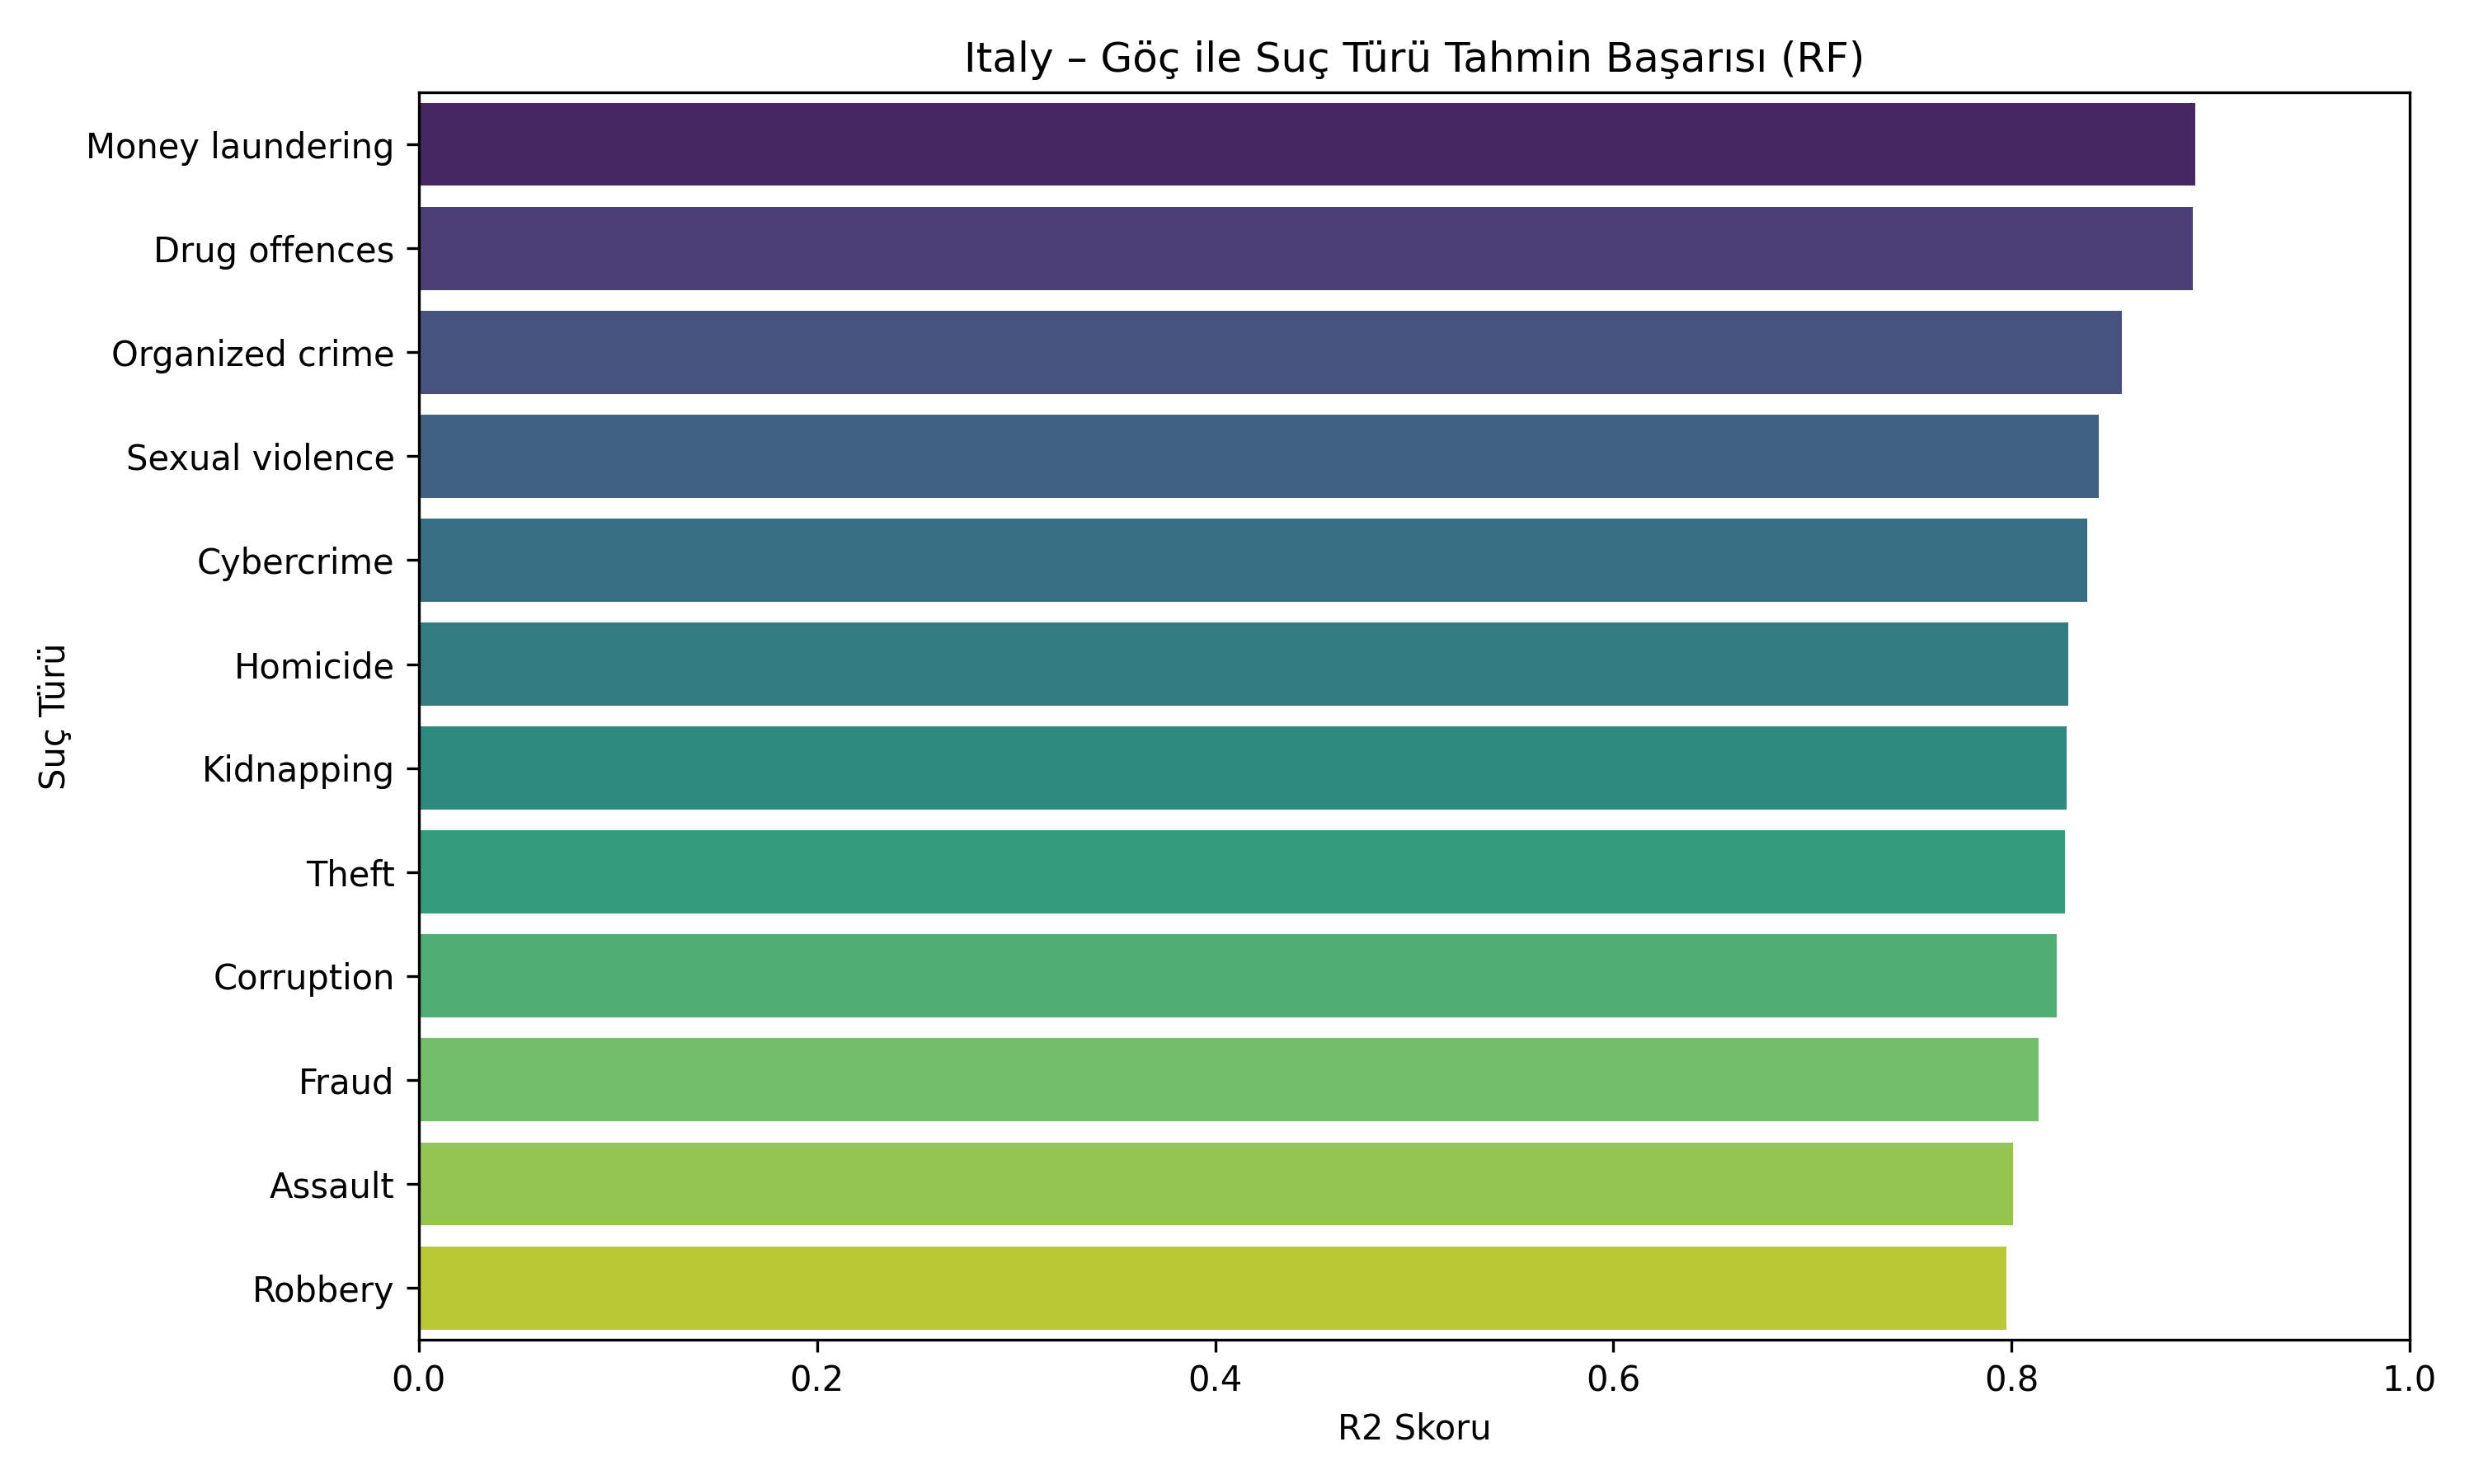 Italy – Göç ile Suç Türü Tahmin Başarısı (RF)
Suç Türü
Money laundering
Drug offences
Organized crime
Sexual violence
Cybercrime
Homicide
Kidnapping
Theft
Corruption
Fraud
Assault
Robbery
0.0 0.2 0.4 0.6 0.8 1.0
R2 Skoru